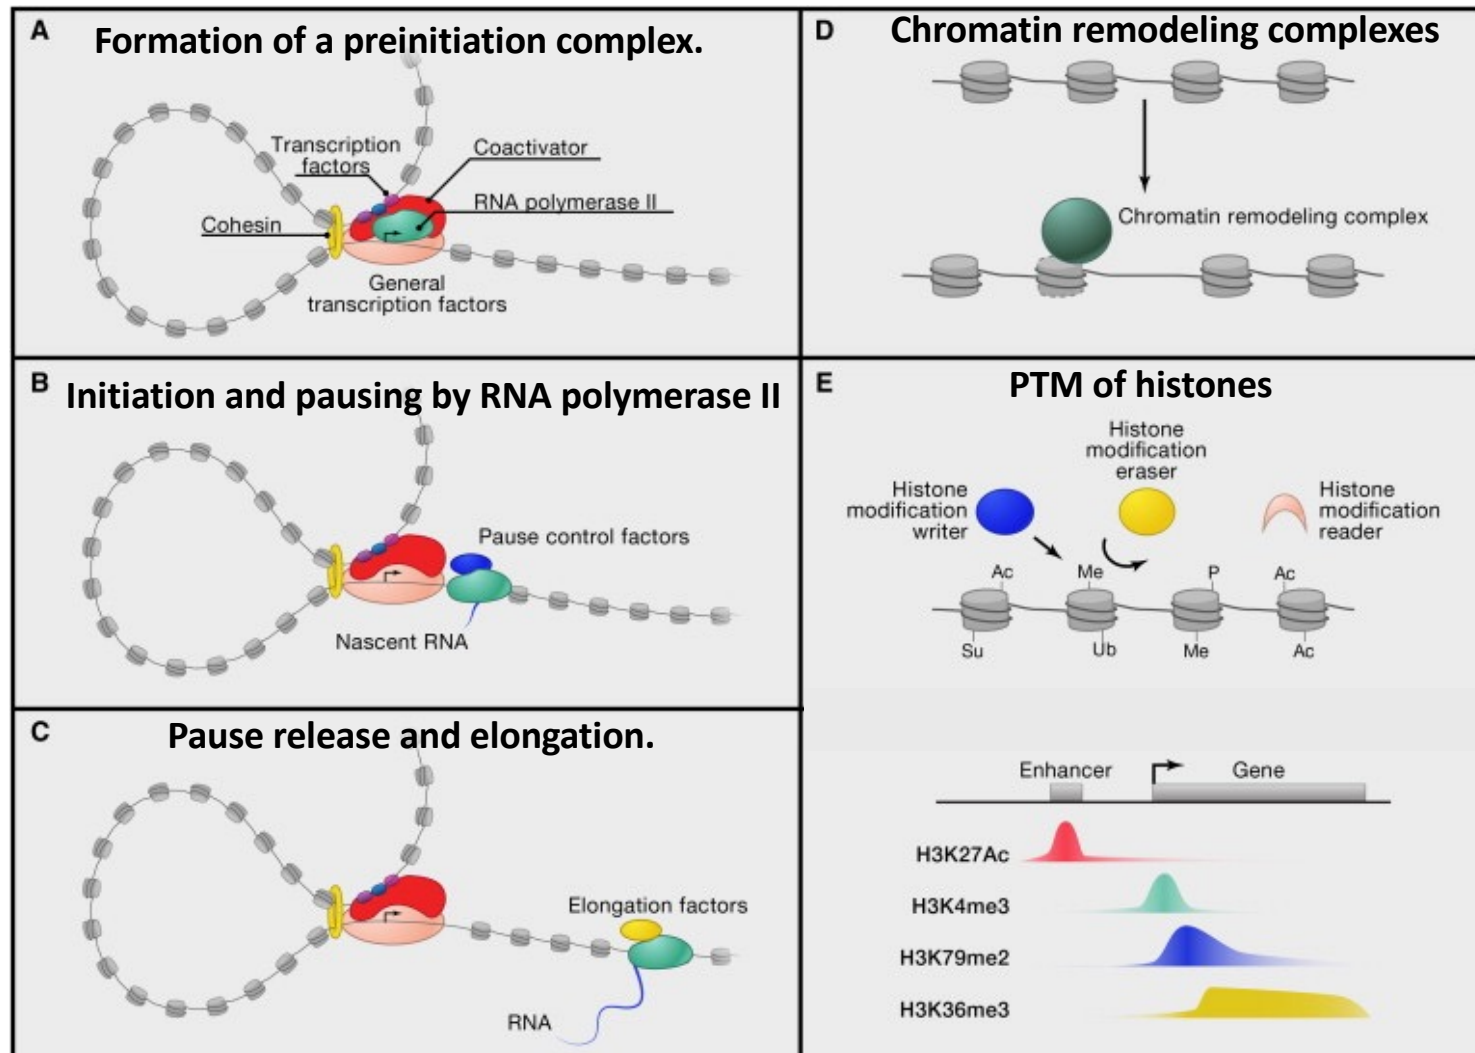 A
Formation of a preinitiation complex.
Transcription
factors
Coactivator
RNA polymerase II
Cohesin
General
transcription factors
B
Initiation and pausing by RNA polymerase II
Pause control factors
Nascent RNA
C
Pause release and elongation.
Elongation factors
RNA
D
Chromatin remodeling complexes
Chromatin remodeling complex
E
PTM of histones
Histone
modification
eraser
Histone
modification
writer
Histone
modification
reader
Ac
Me
P
Ac
Su
Ub
Me
Ac
Enhancer
Gene
H3K27Ac
H3K4me3
H3K79me2
H3K36me3